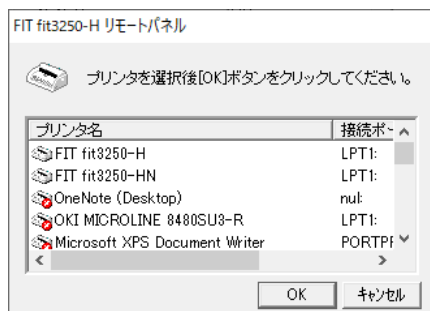 FIT fit3250-H リモートパネル
プリンタを選択後[OK]ボタンをクリックしてください。
プリンタ名 接続ポー
FIT fit3250-H LPT1:
FIT fit3250-HN LPT1:
OneNote (Desktop) nul:
OKI MICROLINE 8480SU3-R LPT1:
Microsoft XPS Document Writer PORTPF
OK キャンセル